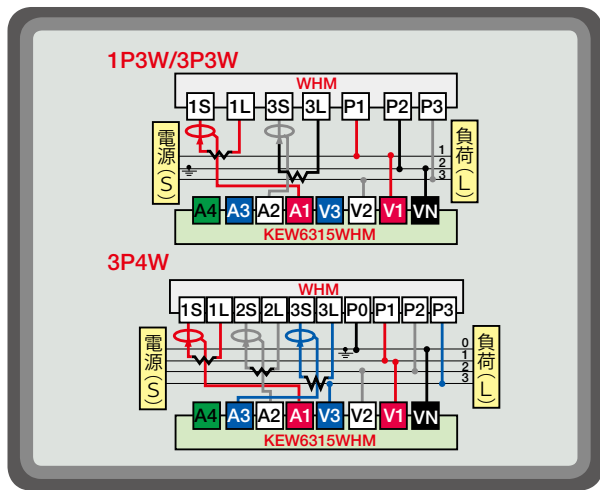 1P3W/3P3W
WHM
1S 1L 3S 3L P1 P2 P3
電源(S)
負荷(L)
1
2
3
A4 A3 A2 A1 V3 V2 V1 VN
KEW6315WHM
3P4W
WHM
1S 1L 2S 2L 3S 3L P0 P1 P2 P3
電源(S)
負荷(L)
0
1
2
3
A4 A3 A2 A1 V3 V2 V1 VN
KEW6315WHM